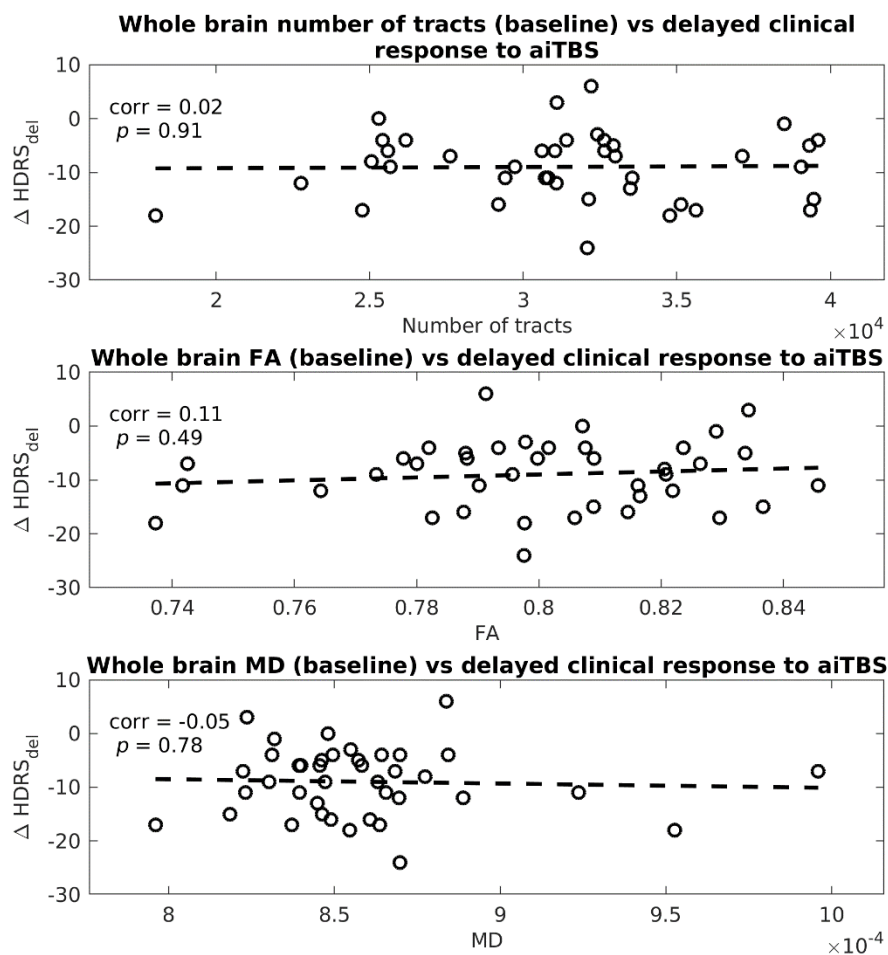 Whole brain number of tracts (baseline) vs delayed clinical
response to aiTBS
10
0
-10
-20
-30
Δ HDRSdel
corr = 0.02
p = 0.91
2
2.5
3
3.5
4
Number of tracts
×10^4
Whole brain FA (baseline) vs delayed clinical response to aiTBS
10
0
-10
-20
-30
Δ HDRSdel
corr = 0.11
p = 0.49
0.74
0.76
0.78
0.8
0.82
0.84
FA
Whole brain MD (baseline) vs delayed clinical response to aiTBS
10
0
-10
-20
-30
Δ HDRSdel
corr = -0.05
p = 0.78
8
8.5
9
9.5
10
MD
×10^-4